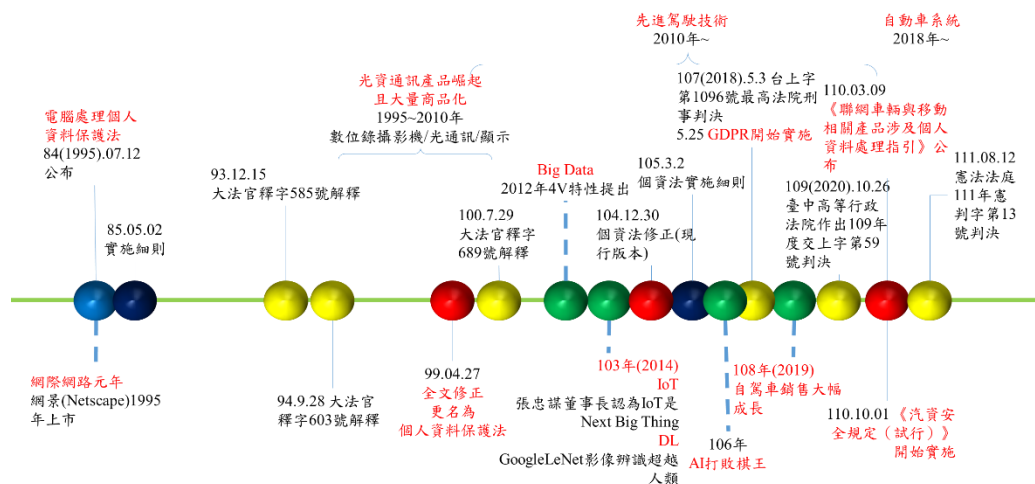 先進駕駛技術
2010年~
自動車系統
2018年~
光資通訊產品崛起
且大量商品化
1995~2010年
數位錄攝影機/光通訊/顯示
電腦處理個人
資料保護法
84(1995).07.12
公布
85.05.02
實施細則
93.12.15
大法官釋字585號解釋
100.7.29
大法官釋字
689號解釋
Big Data
2012年4V特性提出
104.12.30
個資法修正(現
行版本)
105.3.2
個資法實施細則
107(2018).5.3 台上字
第1096號最高法院刑
事判決
5.25 GDPR開始實施
109(2020).10.26
臺中高等行政
法院作出109年
度交上字第59
號判決
110.03.09
《聯網車輛與移動
相關產品涉及個人
資料處理指引》公
布
111.08.12
憲法法庭
111年憲
判字第13
號判決
網際網路元年
網景(Netscape)1995
年上市
94.9.28 大法官
釋字603號解釋
99.04.27
全文修正
更名為
個人資料保護法
103年(2014)
IoT
張忠謀董事長認為IoT是
Next Big Thing
DL
GoogleLeNet影像辨識超越
人類
106年
AI打敗棋王
108年(2019)
自駕車銷售大幅
成長
110.10.01 《汽資安
全規定（試行）》
開始實施